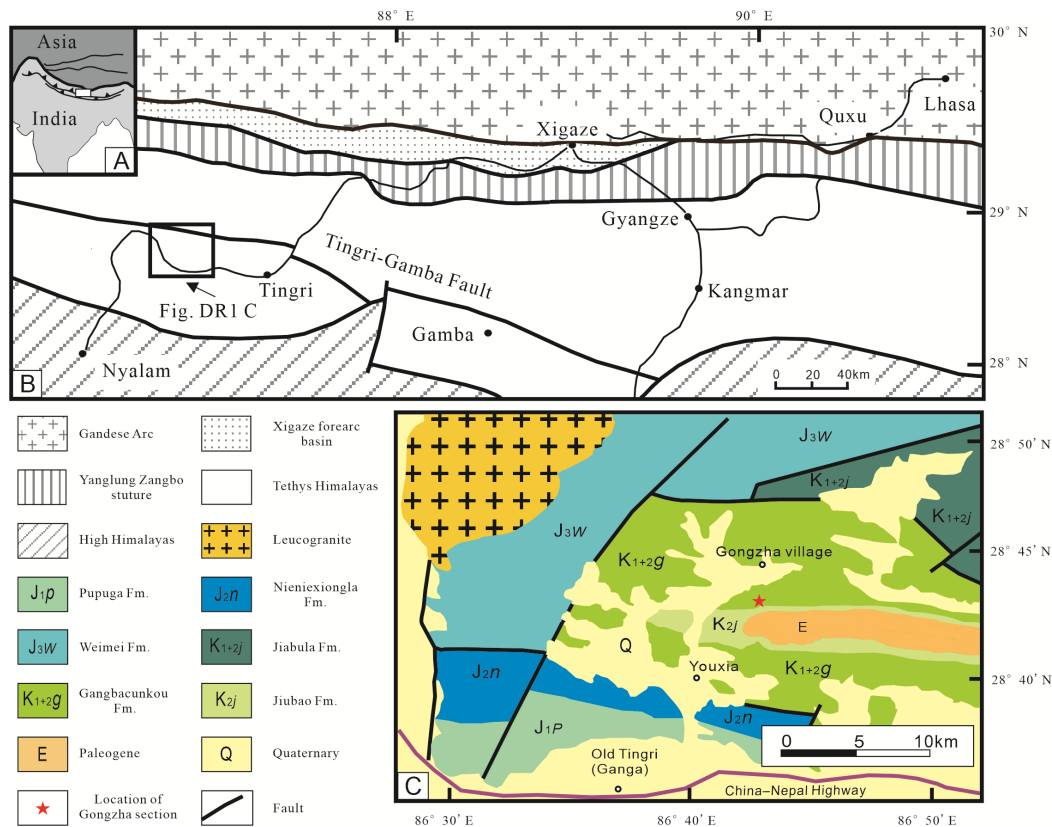 88° E
90° E
30° N
Asia
India
A
Xigaze
Quxu
Lhasa
29° N
Gyangze
Tingri-Gamba Fault
Tingri
Kangmar
Fig. DR1 C
Gamba
Nyalam
28° N
B
0 20 40km
Gandese Arc
Xigaze forearc
basin
Yanglung Zangbo
stuture
Tethys Himalayas
High Himalayas
Leucogranite
J1p
Pupuga Fm.
J2n
Nieniexiongla
Fm.
J3w
Weimei Fm.
K1+2j
Jiabula Fm.
K1+2g
Gangbacunkou
Fm.
K2j
Jiubao Fm.
E
Paleogene
Q
Quaternary
Location of
Gongzha section
Fault
J3w
28° 50' N
K1+2j
K1+2j
J3w
28° 45' N
K1+2g
Gongzha village
K2j
E
Q
K1+2g
Youxia
28° 40' N
J2n
J2n
J1P
0 5 10km
Old Tingri
(Ganga)
China–Nepal Highway
C
86° 30' E
86° 40' E
86° 50' E